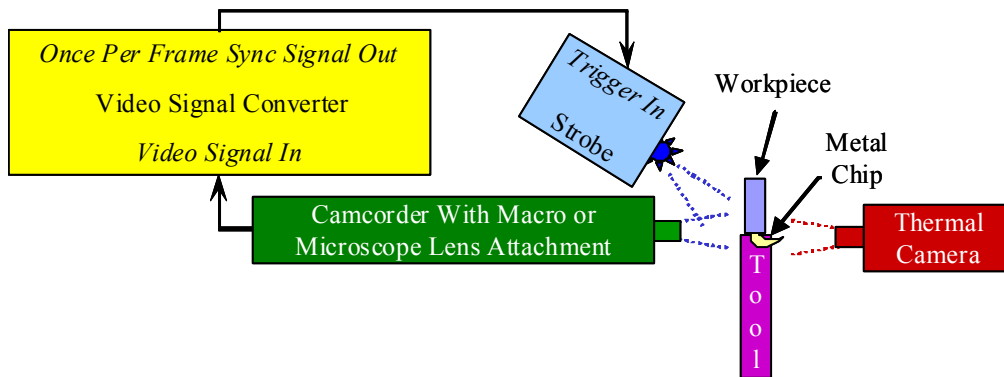 Once Per Frame Sync Signal Out
Video Signal Converter
Video Signal In
Trigger In
Strobe
Workpiece
Metal
Chip
Camcorder With Macro or
Microscope Lens Attachment
Thermal
Camera
Tool